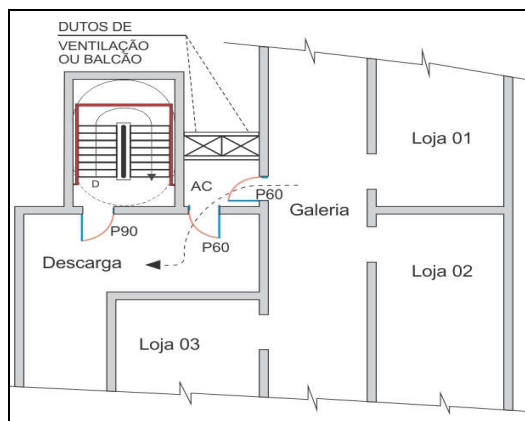 DUTOS DE
VENTILAÇÃO
OU BALCÃO
Loja 01
D
AC
P60
Galeria
P90
P60
Descarga
Loja 02
Loja 03